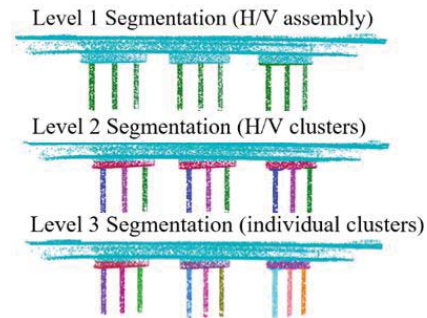 Level 1 Segmentation (H/V assembly)
Level 2 Segmentation (H/V clusters)
Level 3 Segmentation (individual clusters)